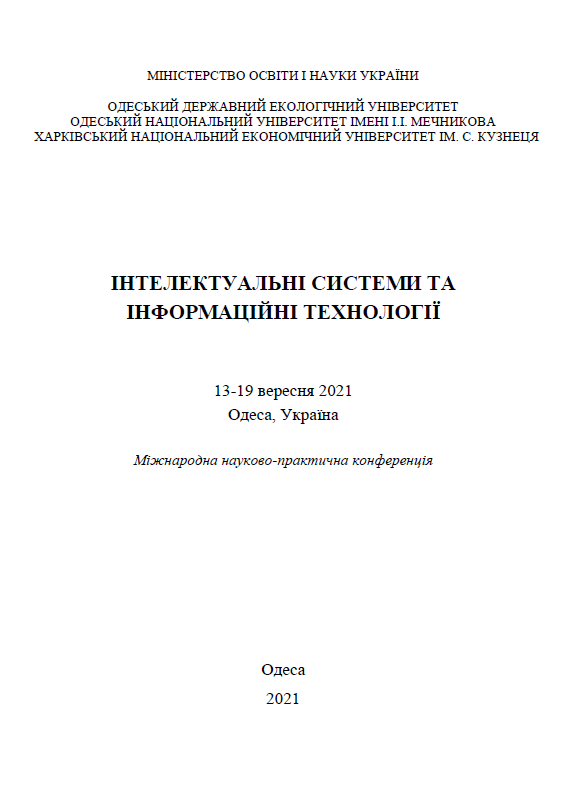 МІНІСТЕРСТВО ОСВІТИ І НАУКИ УКРАЇНИ
ОДЕСЬКИЙ ДЕРЖАВНИЙ ЕКОЛОГІЧНИЙ УНІВЕРСИТЕТ
ОДЕСЬКИЙ НАЦІОНАЛЬНИЙ УНІВЕРСИТЕТ ІМЕНІ І.І. МЕЧНИКОВА
ХАРКІВСЬКИЙ НАЦІОНАЛЬНИЙ ЕКОНОМІЧНИЙ УНІВЕРСИТЕТ ІМ. С. КУЗНЕЦЯ
ІНТЕЛЕКТУАЛЬНІ СИСТЕМИ ТА
ІНФОРМАЦІЙНІ ТЕХНОЛОГІЇ
13-19 вересня 2021
Одеса, Україна
Міжнародна науково-практична конференція
Одеса
2021